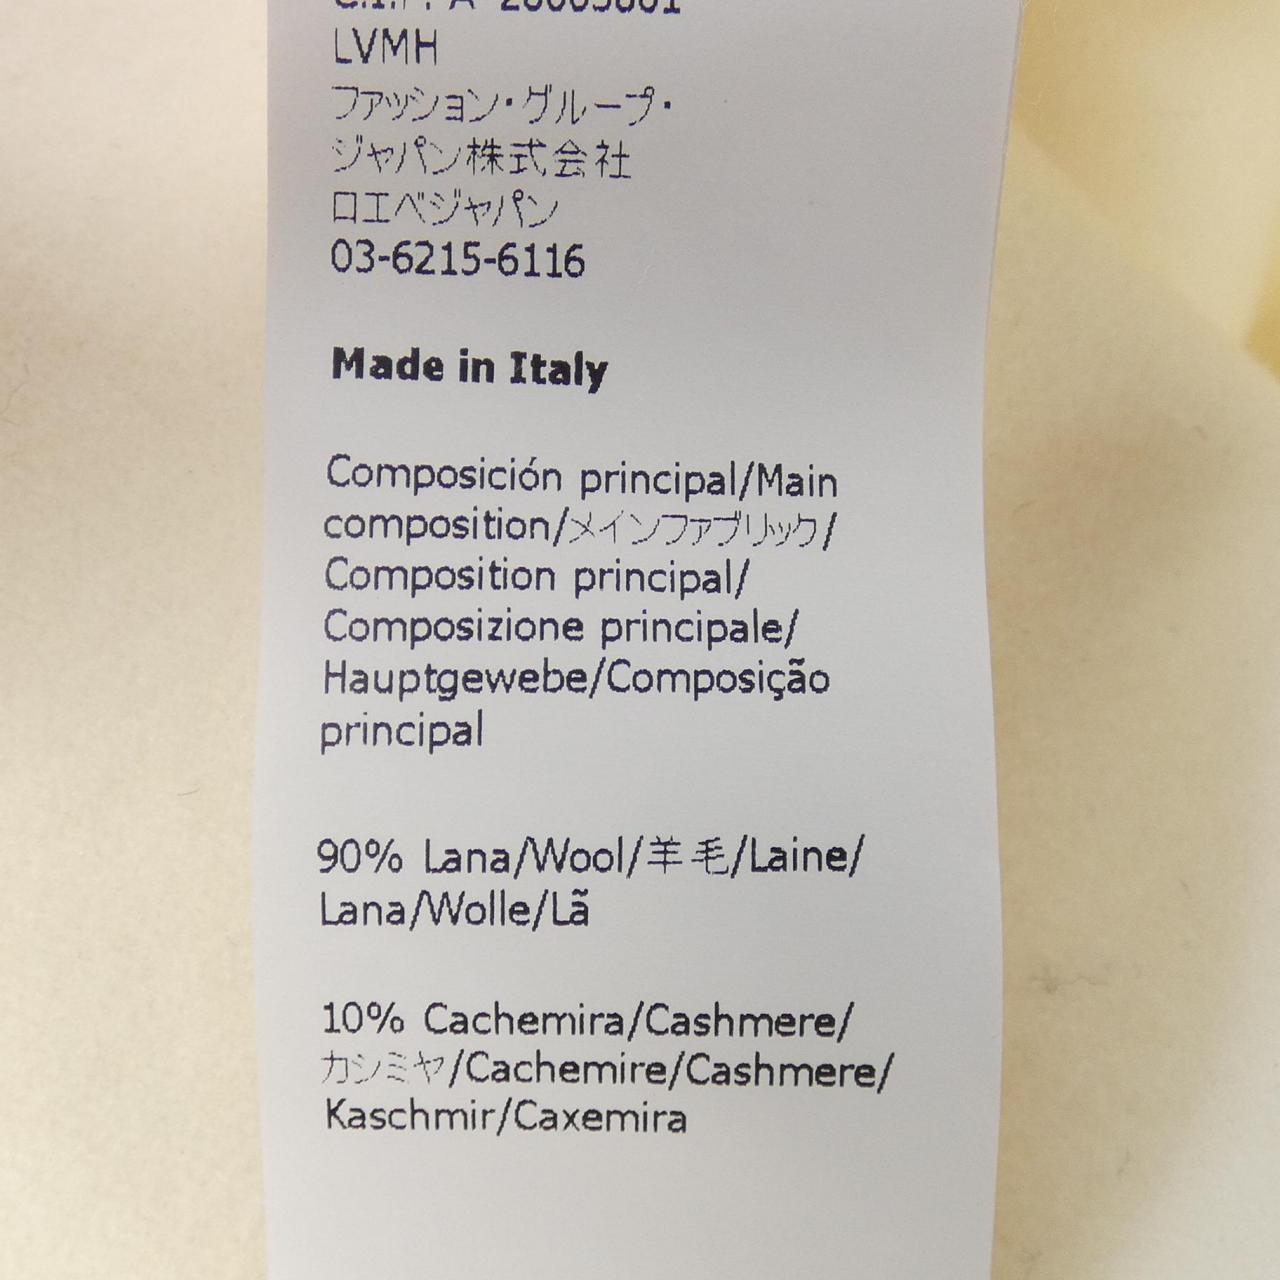 LVMH
ファッション・グループ・
ジャパン株式会社
ロエベジャパン
03-6215-6116
Made in Italy
Composición principal/Main
composition/メインファブリック/
Composition principal/
Composizione principale/
Hauptgewebe/Composição
principal
90% Lana/Wool/羊毛/Laine/
Lana/Wolle/Lã
10% Cachemira/Cashmere/
カシミヤ/Cachemire/Cashmere/
Kaschmir/Caxemira